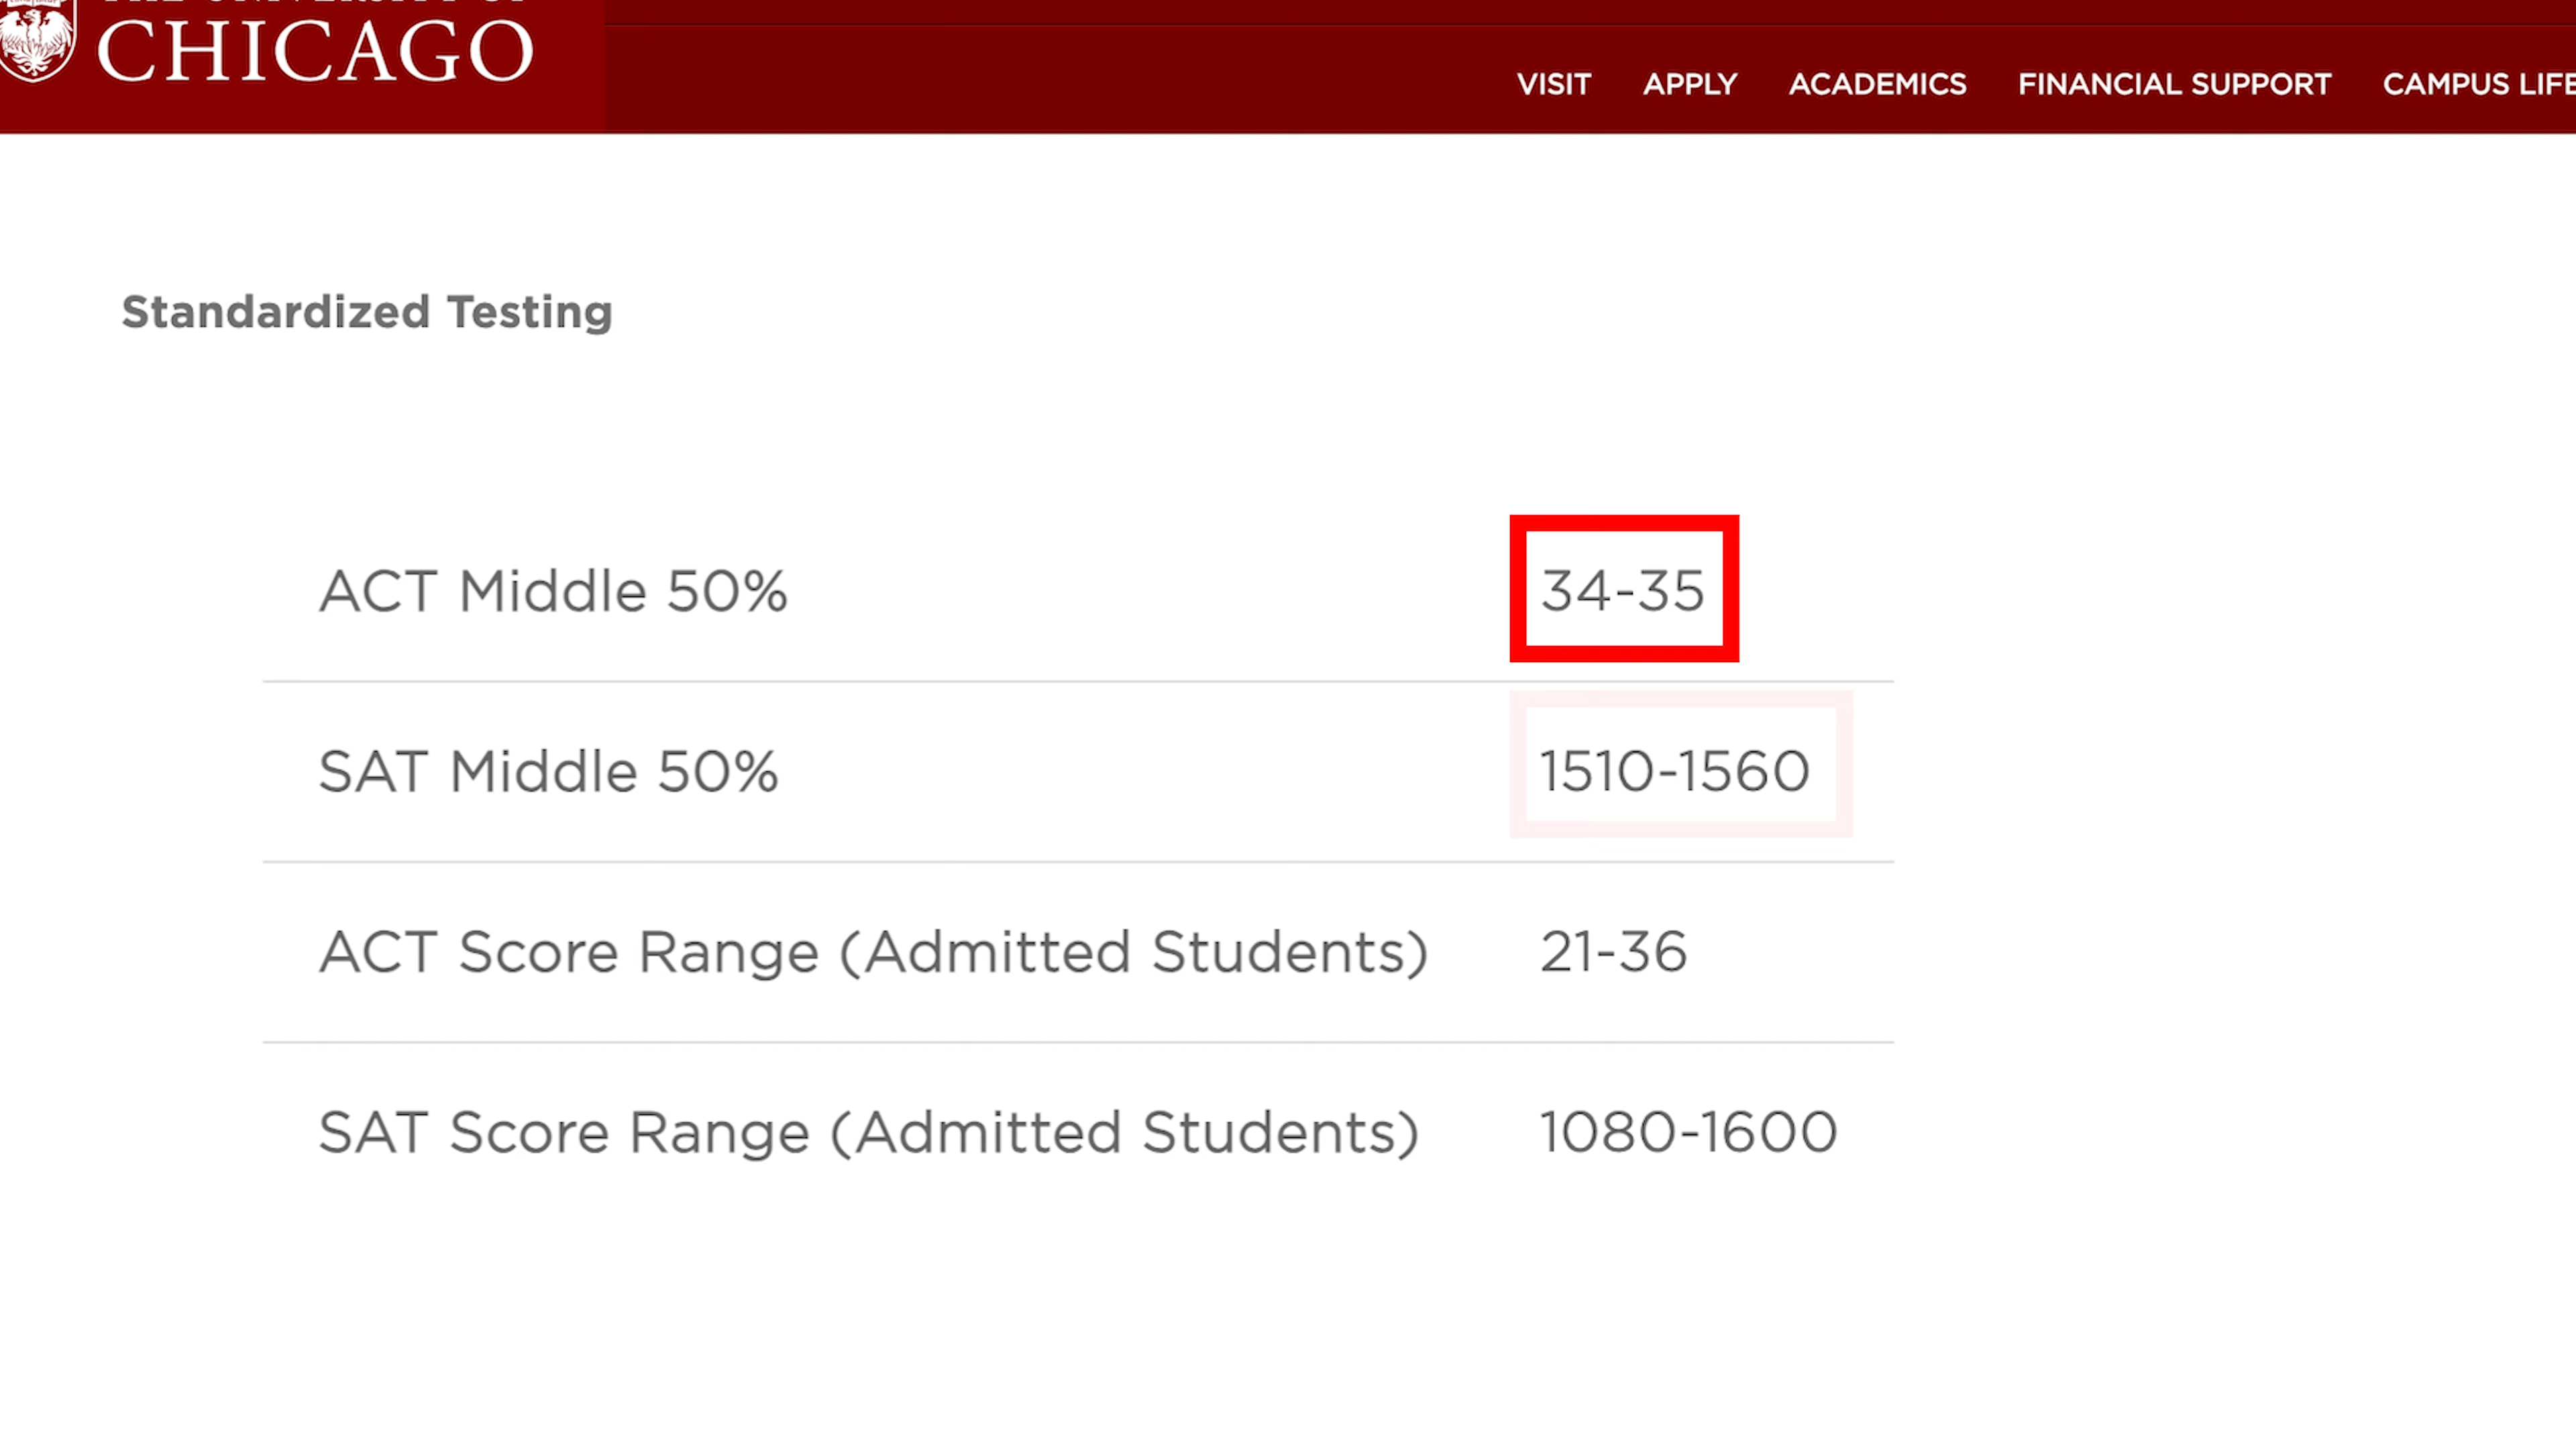 CHICAGO
VISIT APPLY ACADEMICS FINANCIAL SUPPORT CAMPUS
Standardized Testing
ACT Middle 50% 34-35
SAT Middle 50% 1510-1560
ACT Score Range (Admitted Students) 21-36
SAT Score Range (Admitted Students) 1080-1600